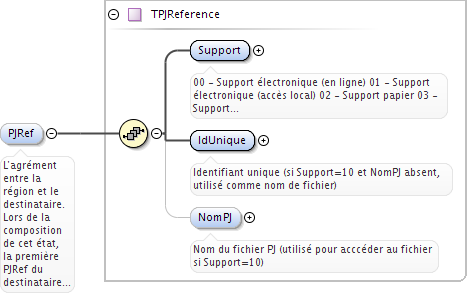 TPJReference
Support
00 – Support électronique (en ligne) 01 – Support
électronique (accès local) 02 – Support papier 03 –
Support...
PJRef
L'agrément
entre la
région et le
destinataire.
Lors de la
composition
de cet état,
la première
PJRef du
destinataire...
IdUnique
Identifiant unique (si Support=10 et NomPJ absent,
utilisé comme nom de fichier)
NomPJ
Nom du fichier PJ (utilisé pour acccéder au fichier
si Support=10)